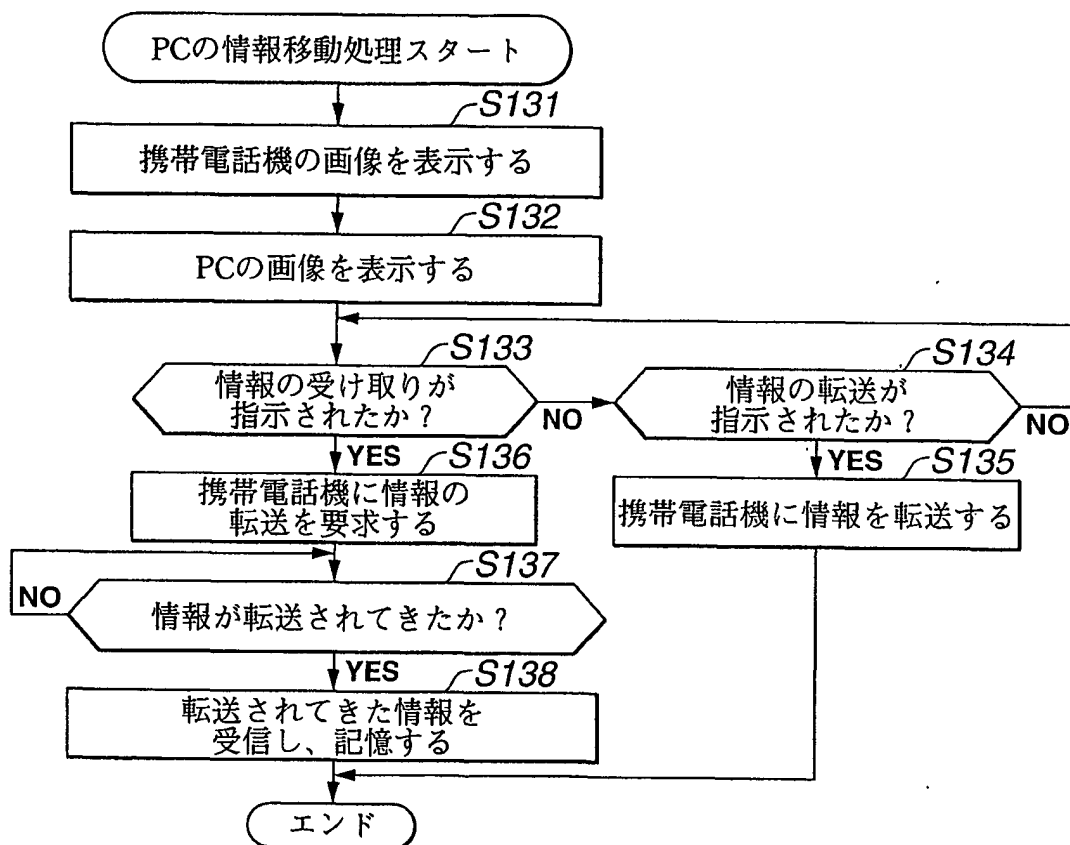 PCの情報移動処理スタート
S131
携帯電話機の画像を表示する
S132
PCの画像を表示する
S133
情報の受け取りが
指示されたか？
NO
S134
情報の転送が
指示されたか？
NO
YES
S136
携帯電話機に情報の
転送を要求する
YES
S135
携帯電話機に情報を転送する
S137
NO
情報が転送されてきたか？
YES
S138
転送されてきた情報を
受信し、記憶する
エンド